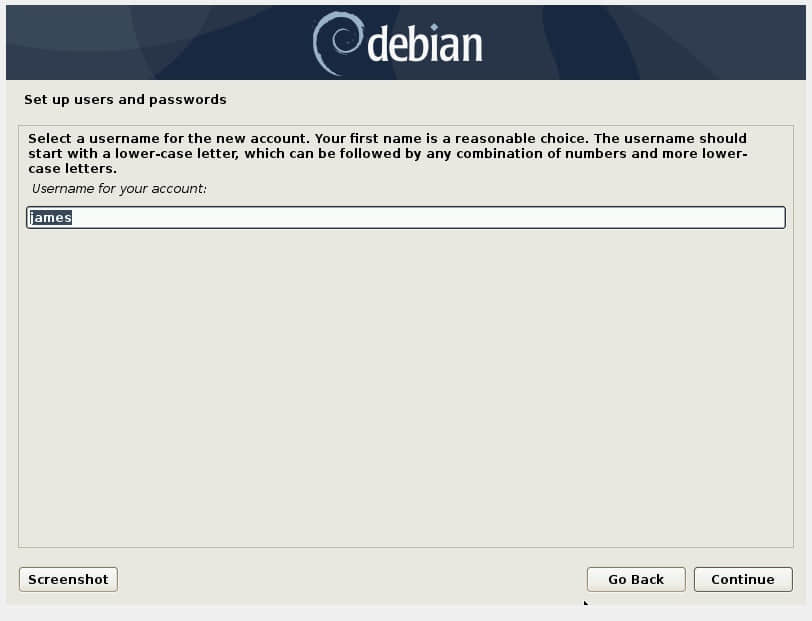 debian
Set up users and passwords
Select a username for the new account. Your first name is a reasonable choice. The username should
start with a lower-case letter, which can be followed by any combination of numbers and more lower-
case letters.
Username for your account:
james
Screenshot
Go Back
Continue